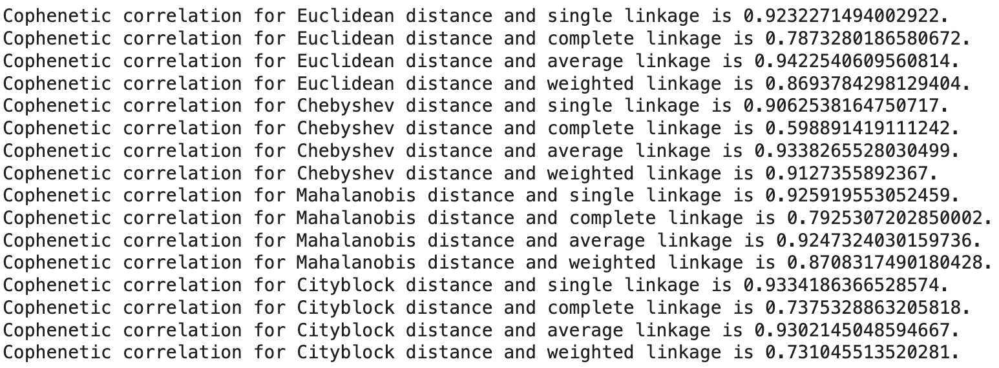 Cophenetic correlation for Euclidean distance and single linkage is 0.9232271494002922.
Cophenetic correlation for Euclidean distance and complete linkage is 0.7873280186580672.
Cophenetic correlation for Euclidean distance and average linkage is 0.9422540609560814.
Cophenetic correlation for Euclidean distance and weighted linkage is 0.8693784298129404.
Cophenetic correlation for Chebyshev distance and single linkage is 0.9062538164750717.
Cophenetic correlation for Chebyshev distance and complete linkage is 0.598891419111242.
Cophenetic correlation for Chebyshev distance and average linkage is 0.9338265528030499.
Cophenetic correlation for Chebyshev distance and weighted linkage is 0.9127355892367.
Cophenetic correlation for Mahalanobis distance and single linkage is 0.925919553052459.
Cophenetic correlation for Mahalanobis distance and complete linkage is 0.7925307202850002.
Cophenetic correlation for Mahalanobis distance and average linkage is 0.9247324030159736.
Cophenetic correlation for Mahalanobis distance and weighted linkage is 0.8708317490180428.
Cophenetic correlation for Cityblock distance and single linkage is 0.9334186366528574.
Cophenetic correlation for Cityblock distance and complete linkage is 0.7375328863205818.
Cophenetic correlation for Cityblock distance and average linkage is 0.9302145048594667.
Cophenetic correlation for Cityblock distance and weighted linkage is 0.731045513520281.